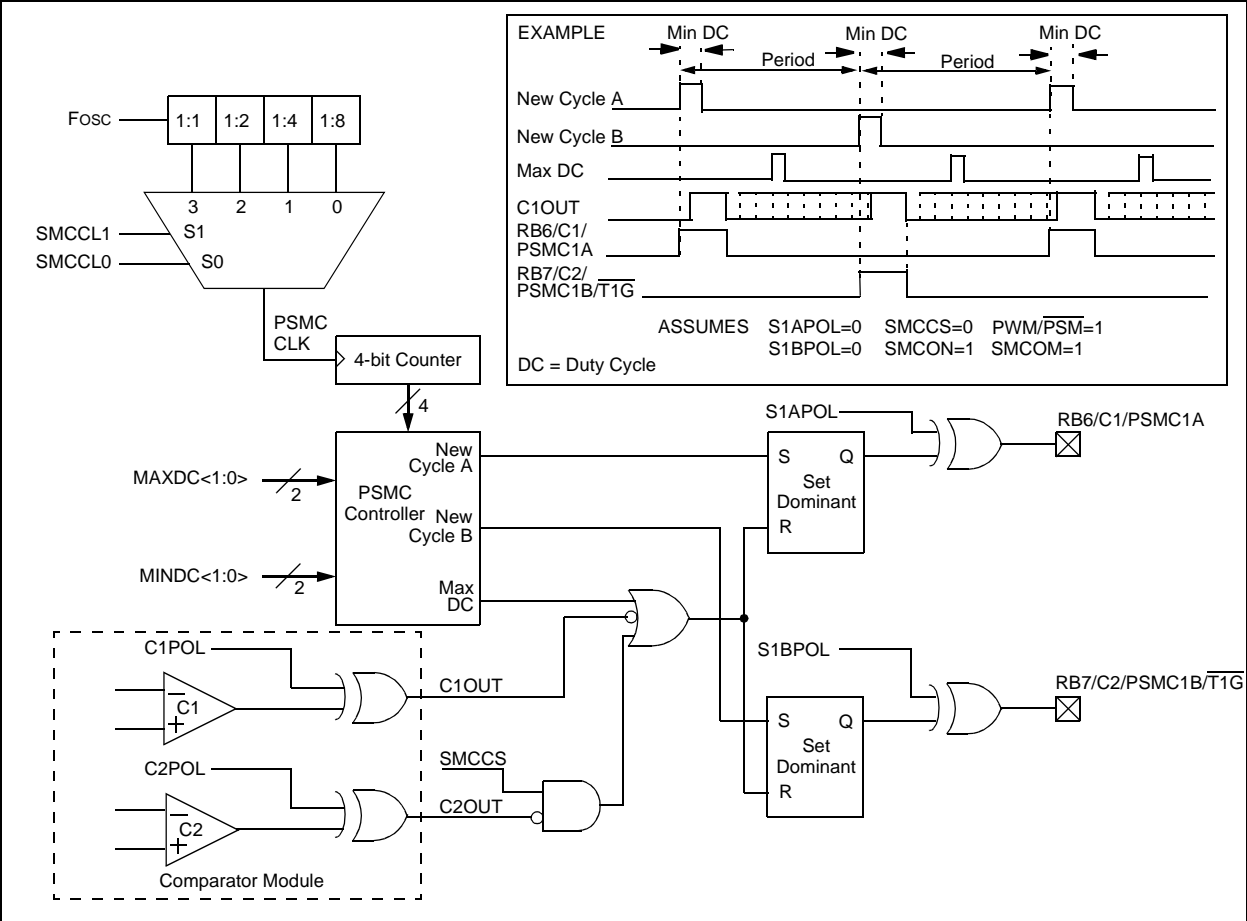 EXAMPLE
Min DC
Min DC
Min DC
Period
Period
New Cycle A
New Cycle B
Max DC
C1OUT
RB6/C1/
PSMC1A
RB7/C2/
PSMC1B/T1G
ASSUMES S1APOL=0 SMCCS=0 PWM/PSM=1
S1BPOL=0 SMCON=1 SMCOM=1
DC = Duty Cycle
FOSC
1:1 1:2 1:4 1:8
3 2 1 0
SMCCL1
S1
SMCCL0
S0
PSMC
CLK
4-bit Counter
4
MAXDC<1:0>
2
MINDC<1:0>
2
PSMC
Controller
New
Cycle A
New
Cycle B
Max
DC
S1APOL
S Q
Set
Dominant
R
RB6/C1/PSMC1A
S1BPOL
S Q
Set
Dominant
R
RB7/C2/PSMC1B/T1G
C1POL
C1
−
+
C1OUT
C2POL
C2
−
+
SMCCS
C2OUT
Comparator Module